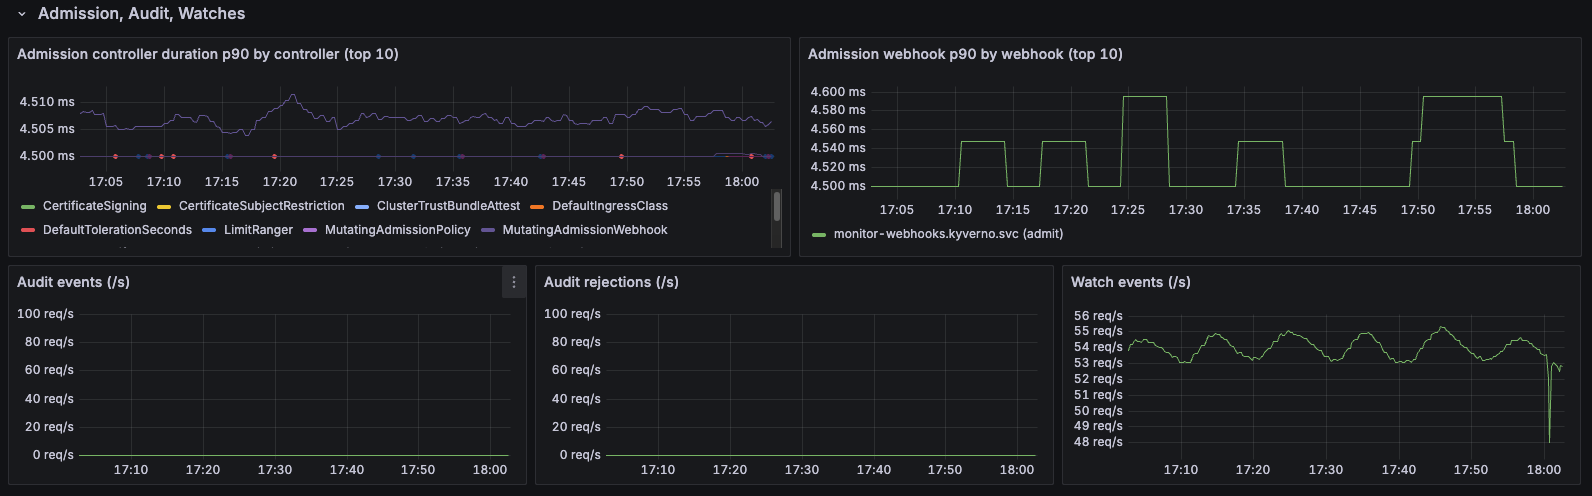 Admission, Audit, Watches
Admission controller duration p90 by controller (top 10)
4.510 ms
4.505 ms
4.500 ms
17:05 17:10 17:15 17:20 17:25 17:30 17:35 17:40 17:45 17:50 17:55 18:00
CertificateSigning CertificateSubjectRestriction ClusterTrustBundleAttest DefaultIngressClass
DefaultTolerationSeconds LimitRanger MutatingAdmissionPolicy MutatingAdmissionWebhook
Admission webhook p90 by webhook (top 10)
4.600 ms
4.580 ms
4.560 ms
4.540 ms
4.520 ms
4.500 ms
17:05 17:10 17:15 17:20 17:25 17:30 17:35 17:40 17:45 17:50 17:55 18:00
monitor-webhooks.kyverno.svc (admit)
Audit events (/s)
100 req/s
80 req/s
60 req/s
40 req/s
20 req/s
0 req/s
17:10 17:20 17:30 17:40 17:50 18:00
Audit rejections (/s)
100 req/s
80 req/s
60 req/s
40 req/s
20 req/s
0 req/s
17:10 17:20 17:30 17:40 17:50 18:00
Watch events (/s)
56 req/s
55 req/s
54 req/s
53 req/s
52 req/s
51 req/s
50 req/s
49 req/s
48 req/s
17:10 17:20 17:30 17:40 17:50 18:00